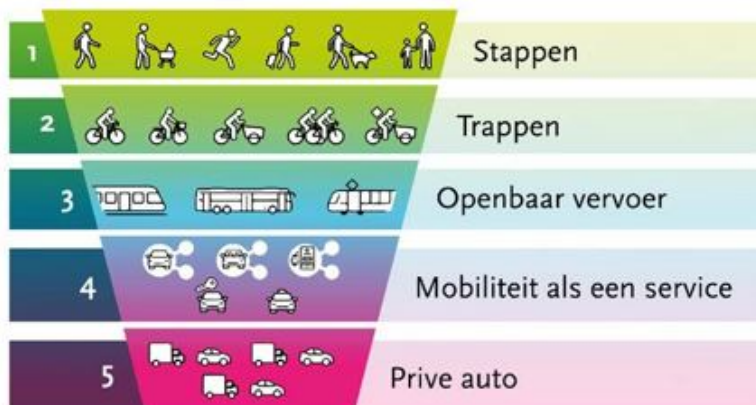 1 Stappen
2 Trappen
3 Openbaar vervoer
4 Mobiliteit als een service
5 Prive auto